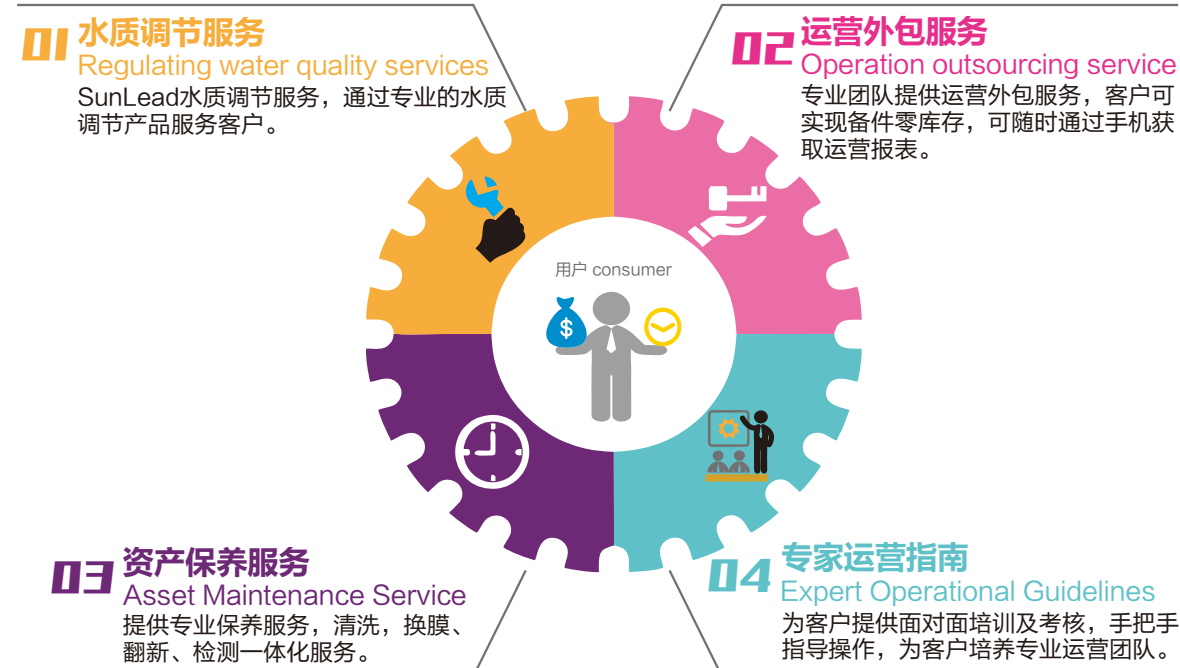 01
水质调节服务
Regulating water quality services
SunLead水质调节服务，通过专业的水质
调节产品服务客户。
02
运营外包服务
Operation outsourcing service
专业团队提供运营外包服务，客户可
实现备件零库存，可随时通过手机获
取运营报表。
用户 consumer
$
03
资产保养服务
Asset Maintenance Service
提供专业保养服务，清洗，换膜、
翻新、检测一体化服务。
04
专家运营指南
Expert Operational Guidelines
为客户提供面对面培训及考核，手把手
指导操作，为客户培养专业运营团队。